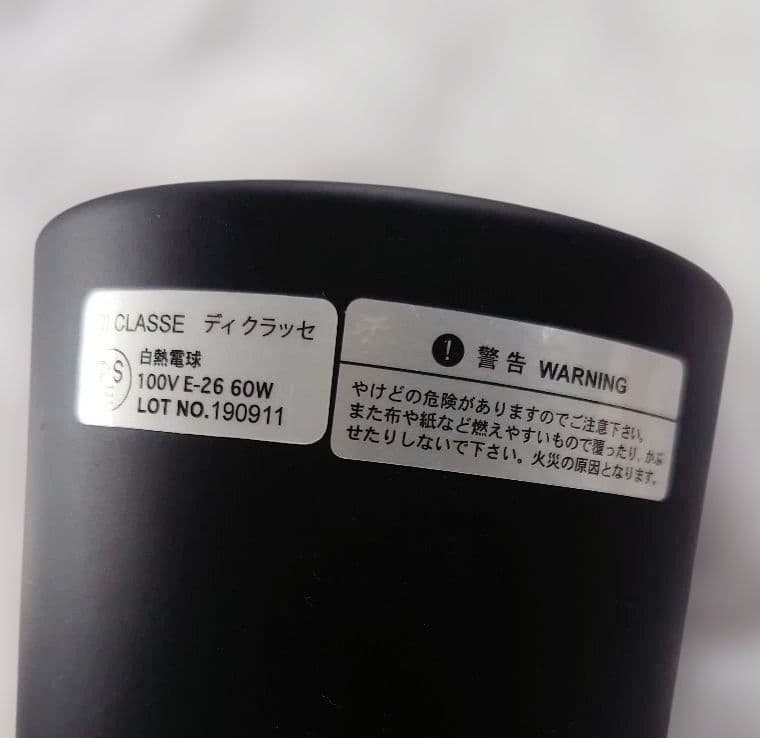 DI CLASSE ディ クラッセ
PS
E
白熱電球
100V E-26 60W
LOT NO.190911
! 警告 WARNING
やけどの危険がありますのでご注意下さい。
また布や紙など燃えやすいもので覆ったり、かぶ
せたりしないで下さい。火災の原因となります。